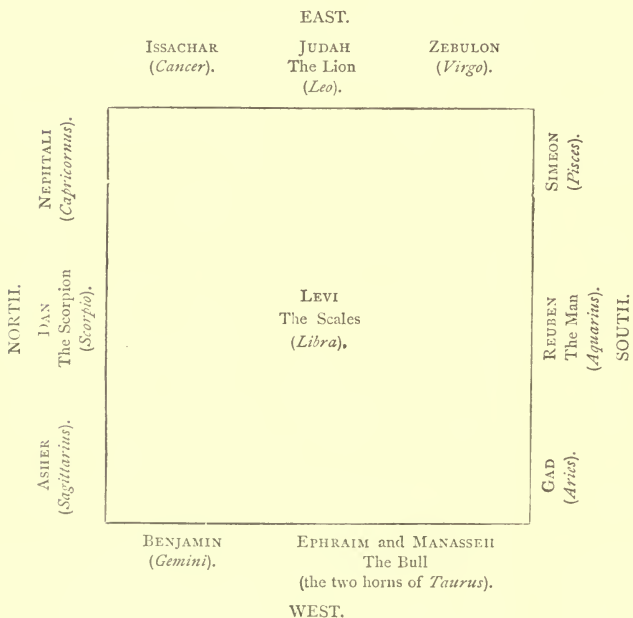 EAST.
ISSACHAR
(Cancer).
JUDAH
The Lion
(Leo).
ZEBULON
(Virgo).
NORTH.
NEPHTALI
(Capricornus).
DAN
The Scorpion
(Scorpio).
ASHER
(Sagittarius).
LEVI
The Scales
(Libra).
SIMEON
(Pisces).
REUBEN
The Man
(Aquarius).
GAD
(Aries).
SOUTH.
BENJAMIN
(Gemini).
EPHRAIM and MANASSEH
The Bull
(the two horns of Taurus).
WEST.